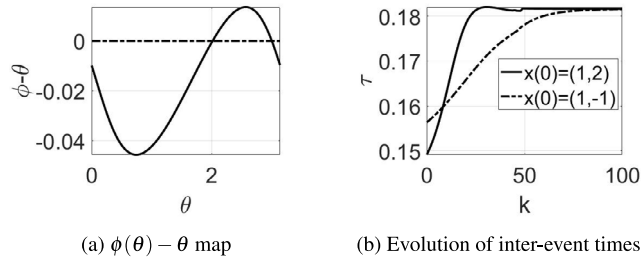 0
-0.02
-0.04
ϕ-θ
0
2
θ
(a) ϕ(θ) − θ map
0.18
0.17
0.16
0.15
τ
x(0)=(1,2)
x(0)=(1,-1)
0
50
100
k
(b) Evolution of inter-event times